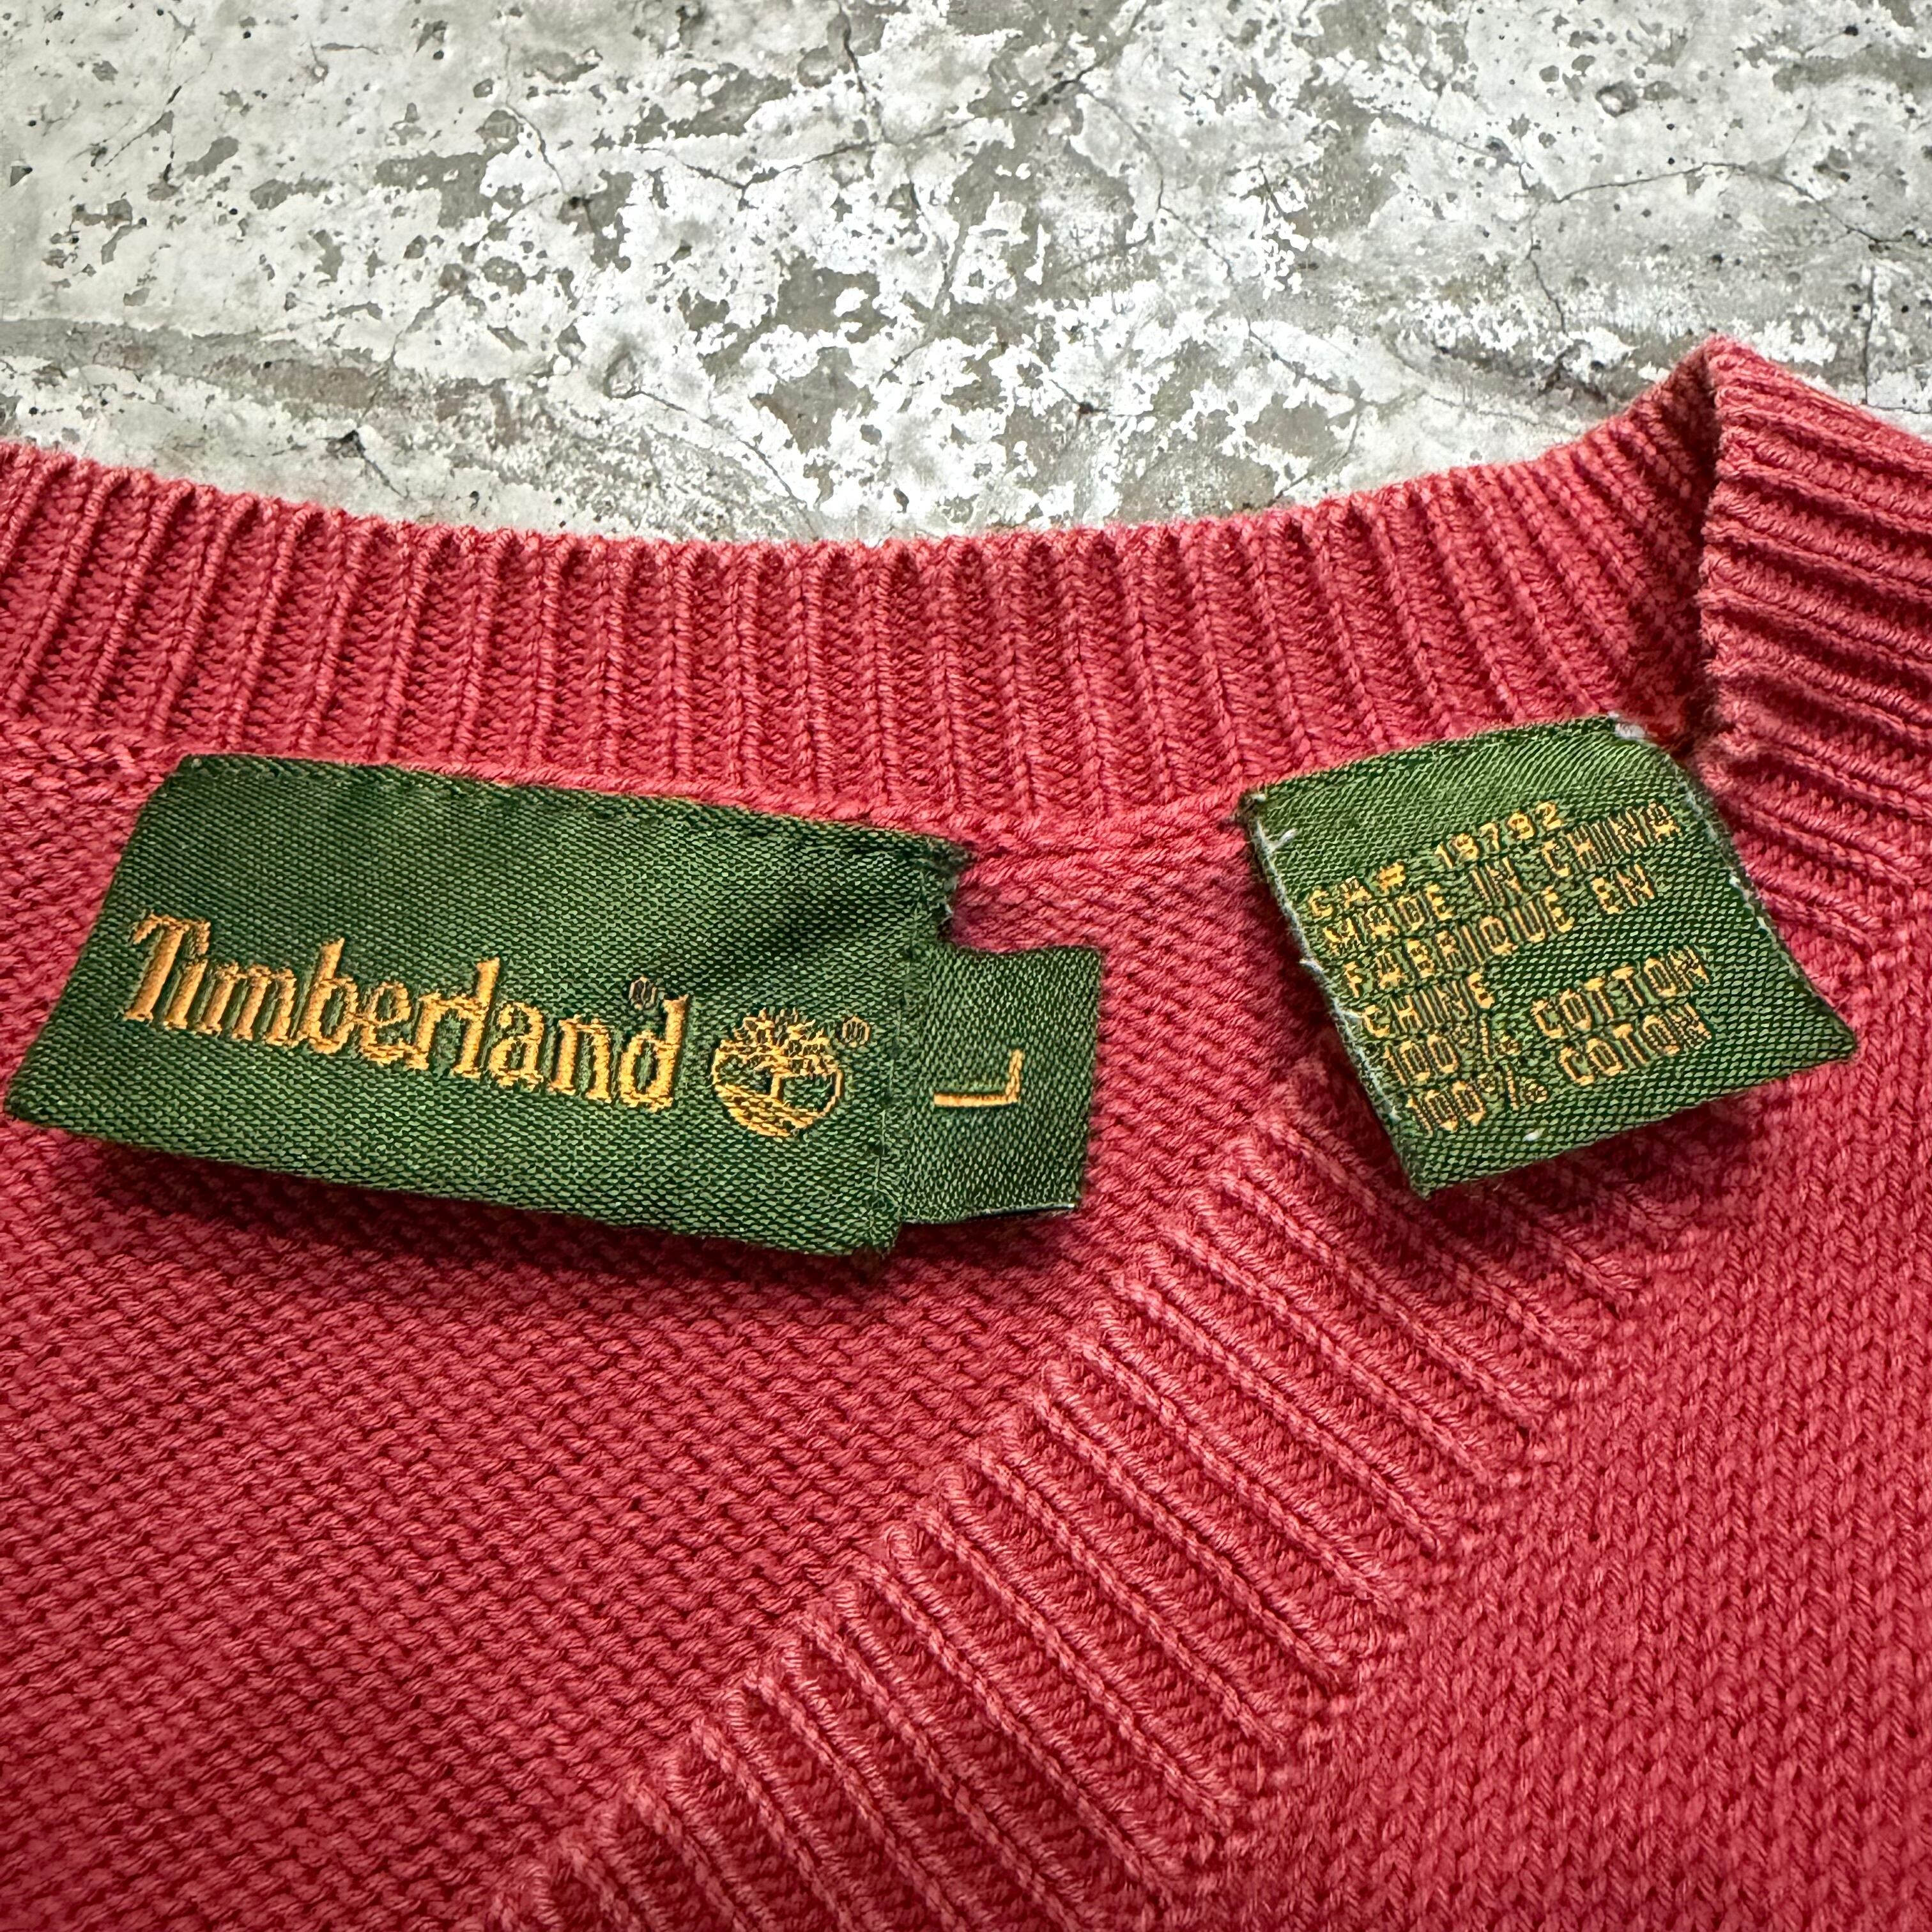 Timberland®
®
L
CA# 19792
MADE IN CHINA
FABRIQUE EN
CHINE
100% COTTON
100% COTON